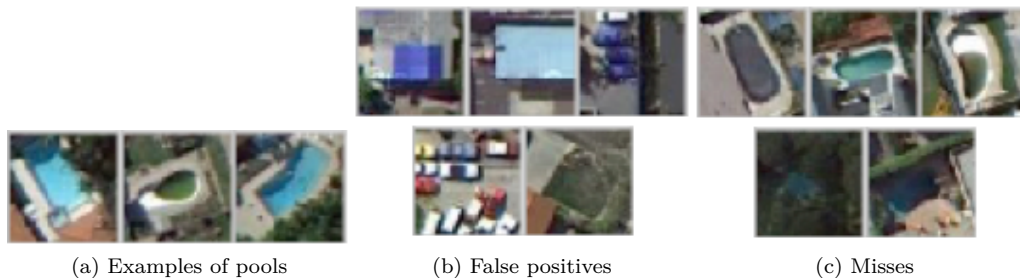 (a) Examples of pools
(b) False positives
(c) Misses